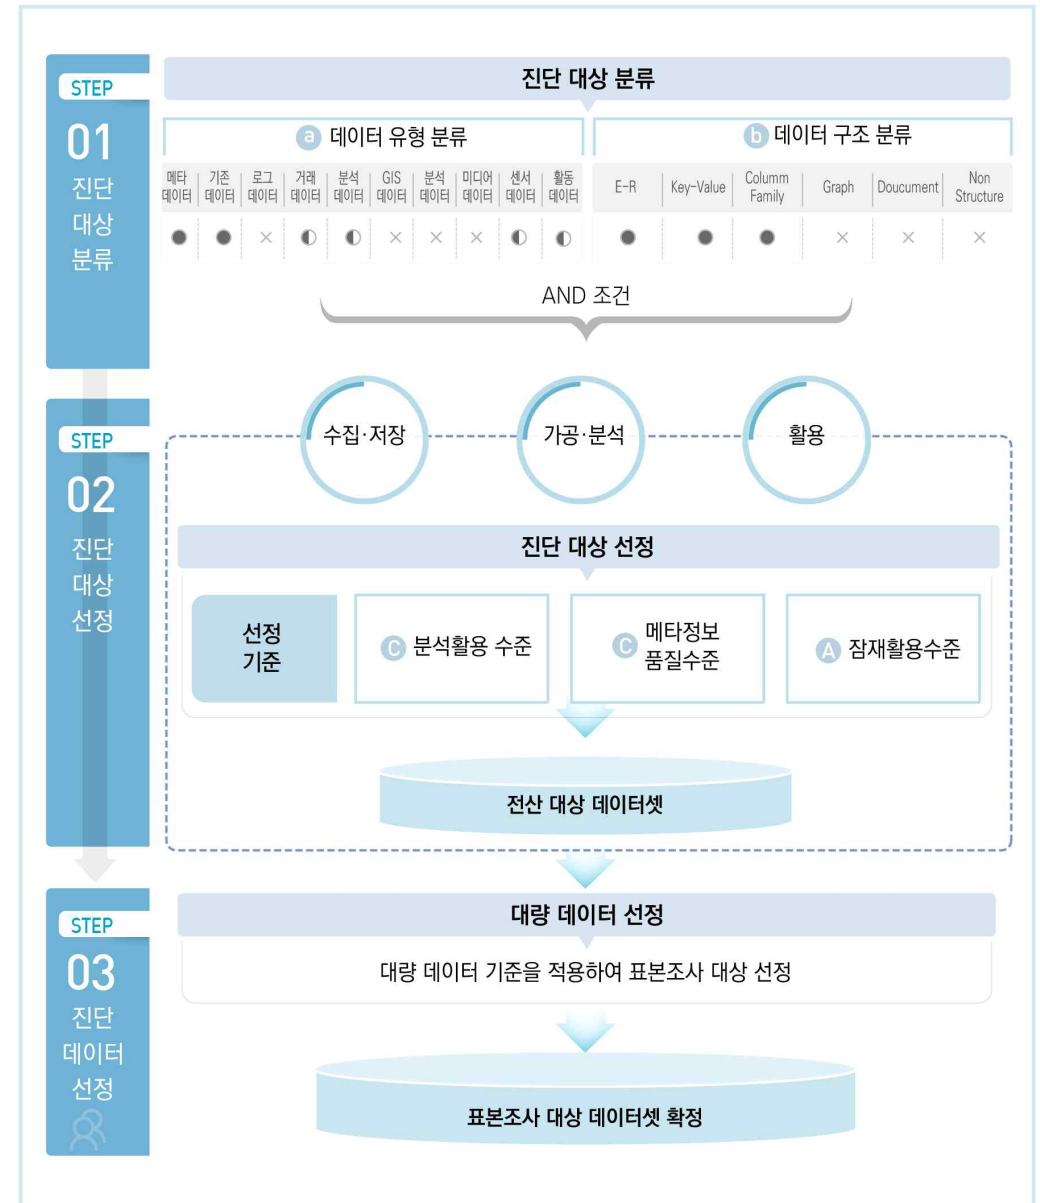 STEP
01
진단
대상
분류
진단 대상 분류
ⓐ 데이터 유형 분류
ⓑ 데이터 구조 분류
메타 데이터
기존 데이터
로그 데이터
거래 데이터
분석 데이터
GIS 데이터
분석 데이터
미디어 데이터
센서 데이터
활동 데이터
E-R
Key-Value
Columm
Family
Graph
Doucument
Non
Structure
● ● × ◐ ◐ × × × ◐ ◐ ● ● ● × × ×
AND 조건
STEP
02
진단
대상
선정
수집·저장
가공·분석
활용
진단 대상 선정
선정
기준
C 분석활용 수준
C 메타정보
품질수준
A 잠재활용수준
전산 대상 데이터셋
STEP
03
진단
데이터
선정
대량 데이터 선정
대량 데이터 기준을 적용하여 표본조사 대상 선정
표본조사 대상 데이터셋 확정